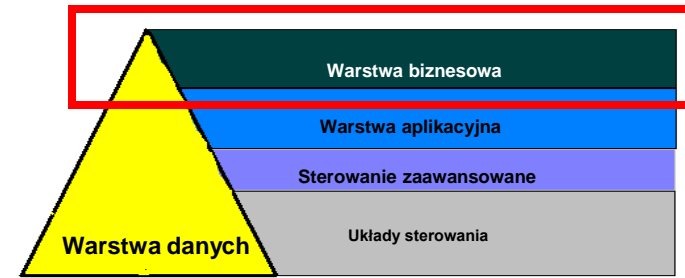 Warstwa biznesowa
Warstwa aplikacyjna
Sterowanie zaawansowane
Układy sterowania
Warstwa danych